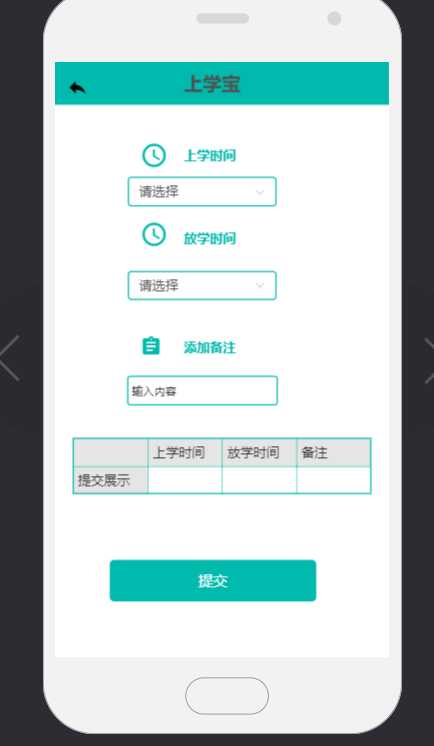 上学宝
上学时间
请选择
放学时间
请选择
添加备注
输入内容
上学时间 放学时间 备注
提交展示
提交